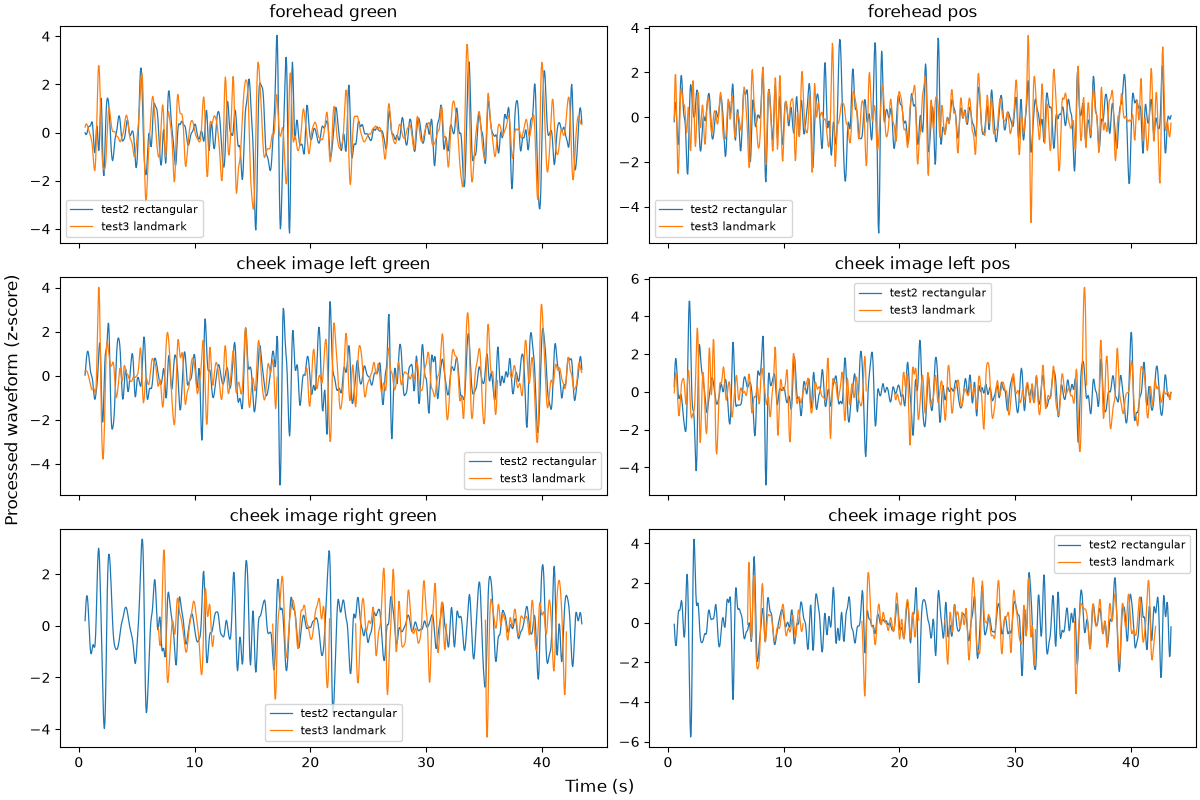 forehead green
forehead pos
4
2
0
−2
−4
test2 rectangular
test3 landmark
4
2
0
−2
−4
test2 rectangular
test3 landmark
cheek image left green
cheek image left pos
4
2
0
−2
−4
test2 rectangular
test3 landmark
6
4
2
0
−2
−4
test2 rectangular
test3 landmark
Processed waveform (z-score)
cheek image right green
cheek image right pos
2
0
−2
−4
test2 rectangular
test3 landmark
0 10 20 30 40
4
2
0
−2
−4
−6
test2 rectangular
test3 landmark
0 10 20 30 40
Time (s)